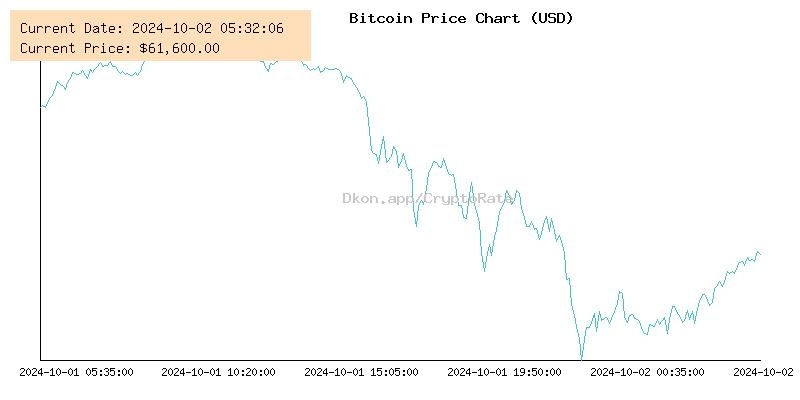 Bitcoin Price Chart (USD)
Current Date: 2024-10-02 05:32:06
Current Price: $61,600.00
Dkon.app/CryptoRate
2024-10-01 05:35:00 2024-10-01 10:20:00 2024-10-01 15:05:00 2024-10-01 19:50:00 2024-10-02 00:35:00 2024-10-02